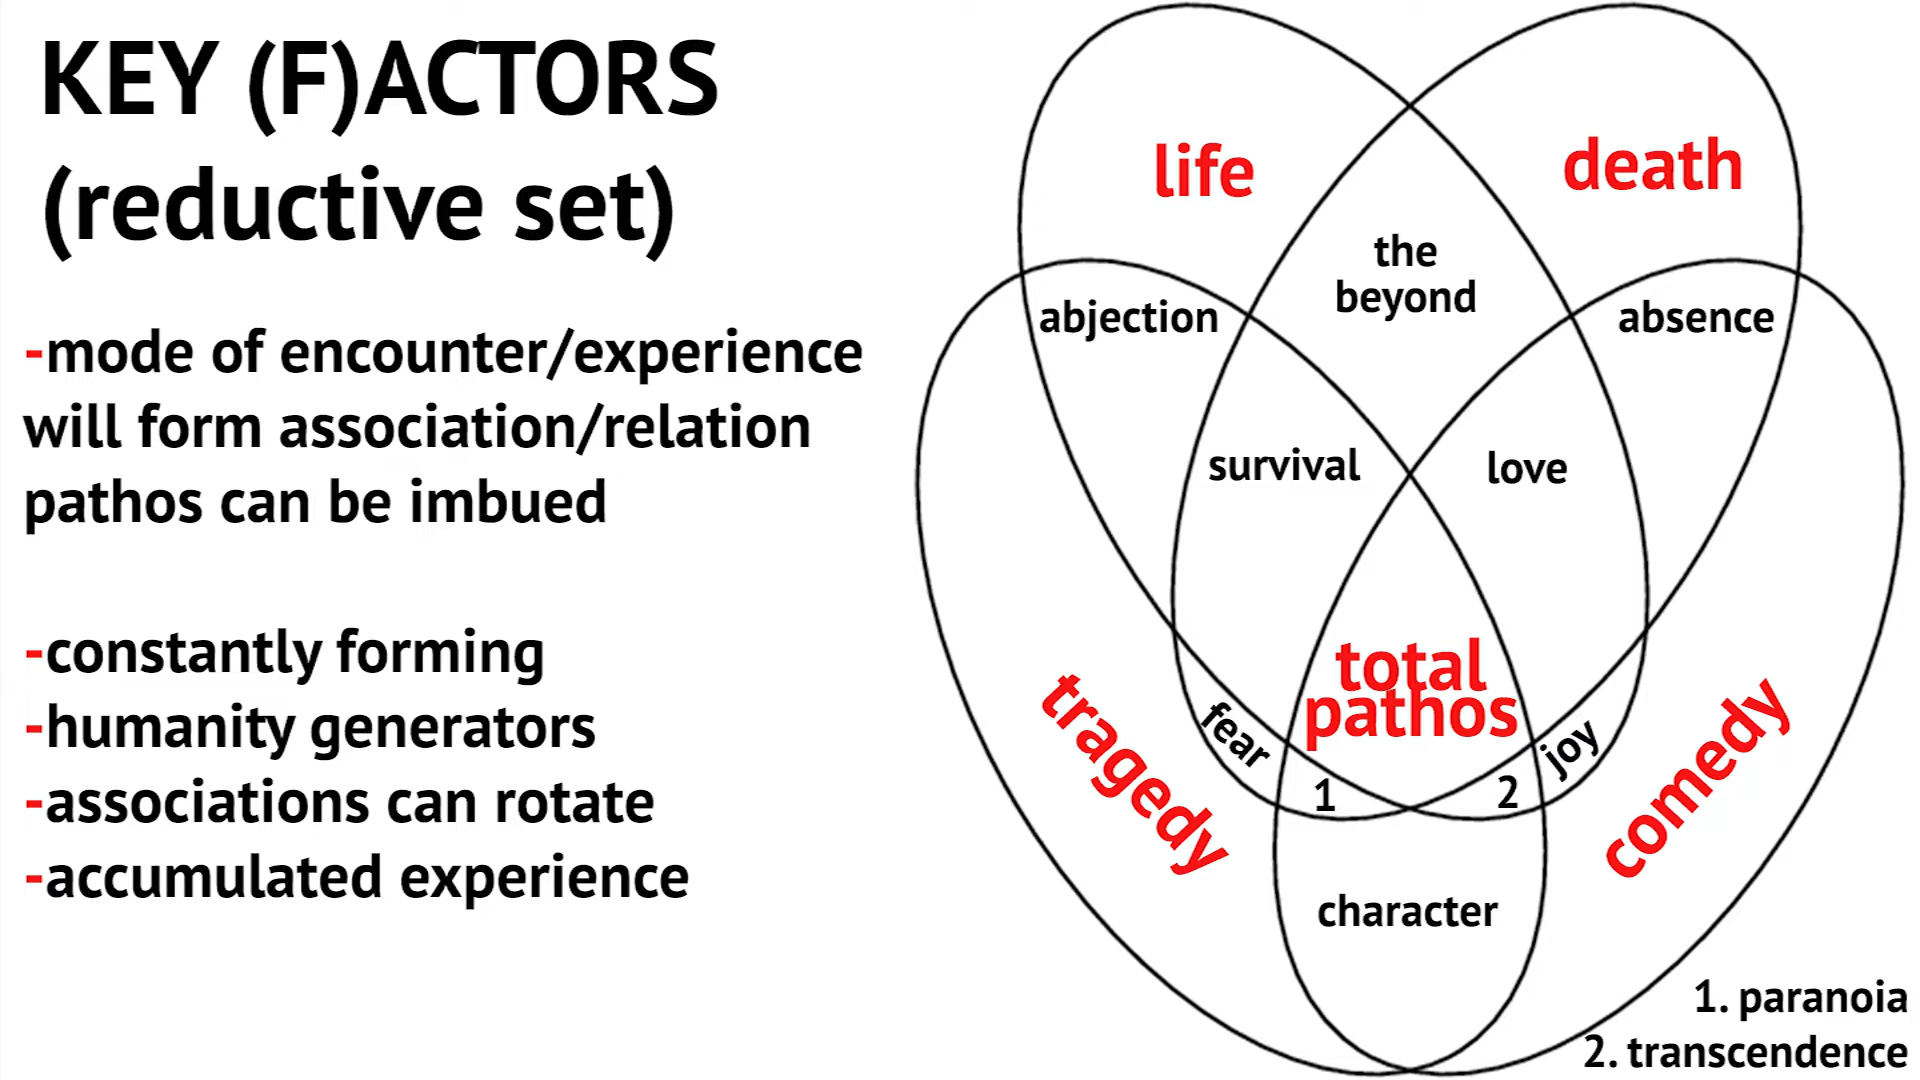 KEY (F)ACTORS
(reductive set)
-mode of encounter/experience
will form association/relation
pathos can be imbued
-constantly forming
-humanity generators
-associations can rotate
-accumulated experience
life
death
the
beyond
abjection
absence
survival
love
total
pathos
tragedy
fear
joy
comedy
1
2
character
1. paranoia
2. transcendence